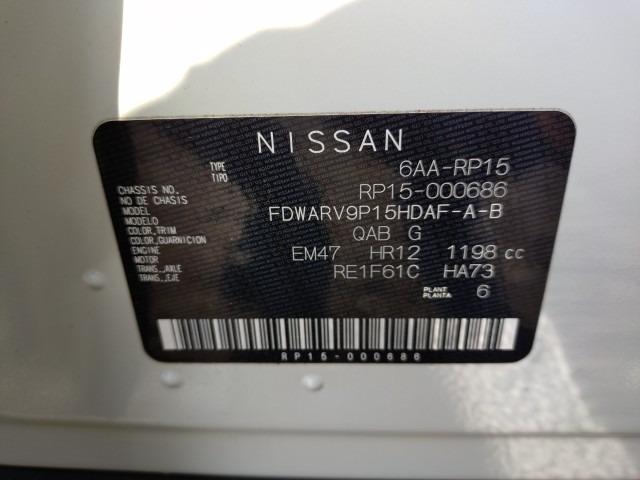 NISSAN
TYPE 6AA-RP15
TIPO
CHASSIS NO. RP15-000686
NO DE CHASIS
MODEL FDWARV9P15HDAF-A-B
MODELO
COLOR,TRIM QAB G
COLOR,GUARNICION
ENGINE EM47 HR12 1198 cc
MOTOR
TRANS.,AXLE RE1F61C HA73
TRANS.,EJE
PLANT 6
PLANTA
RP15-000686